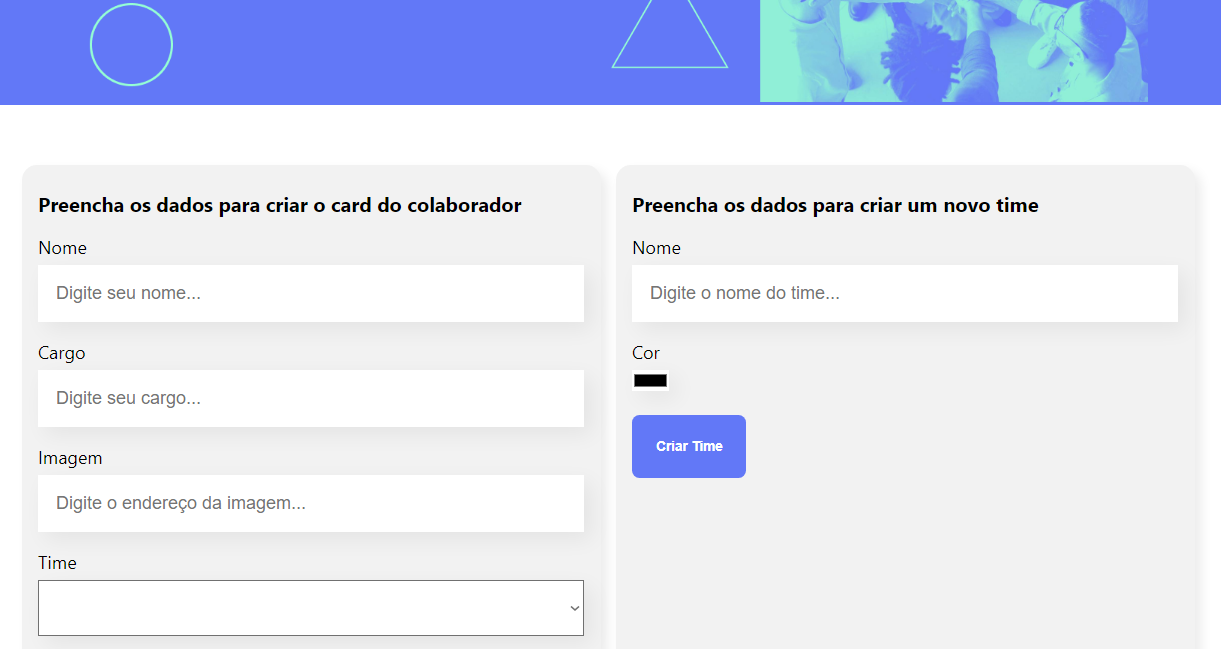 Preencha os dados para criar o card do colaborador
Nome
Digite seu nome...
Cargo
Digite seu cargo...
Imagem
Digite o endereço da imagem...
Time
Preencha os dados para criar um novo time
Nome
Digite o nome do time...
Cor
Criar Time